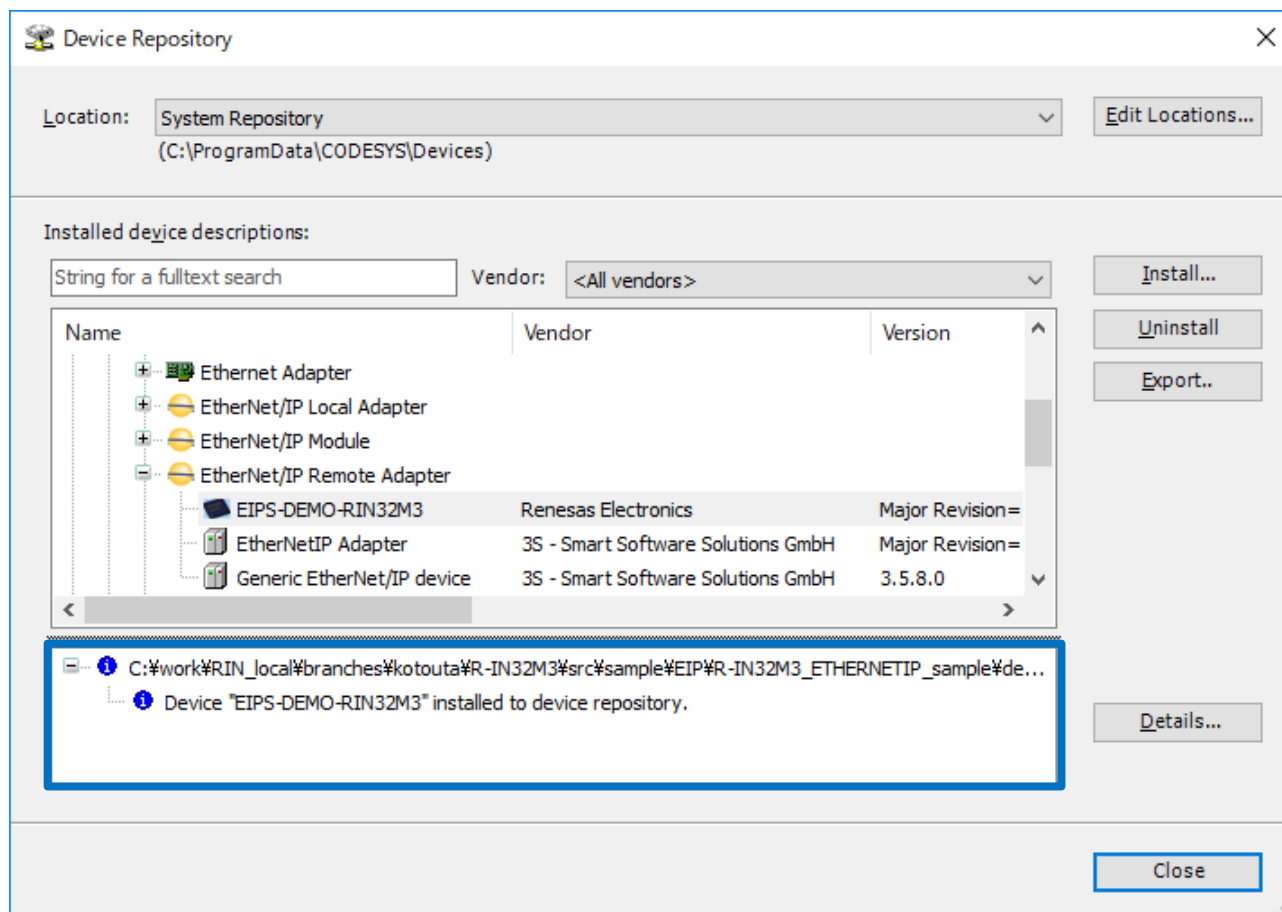 Device Repository
Location: System Repository Edit Locations...
(C:\ProgramData\CODESYS\Devices)
Installed device descriptions:
String for a fulltext search Vendor: <All vendors> Install...
Name Vendor Version Uninstall
Ethernet Adapter Export..
EtherNet/IP Local Adapter
EtherNet/IP Module
EtherNet/IP Remote Adapter
EIPS-DEMO-RIN32M3 Renesas Electronics Major Revision=
EtherNetIP Adapter 3S - Smart Software Solutions GmbH Major Revision=
Generic EtherNet/IP device 3S - Smart Software Solutions GmbH 3.5.8.0
C:¥work¥RIN_local¥branches¥kotouta¥R-IN32M3¥src¥sample¥EIP¥R-IN32M3_ETHERNETIP_sample¥de...
Device "EIPS-DEMO-RIN32M3" installed to device repository.
Details...
Close